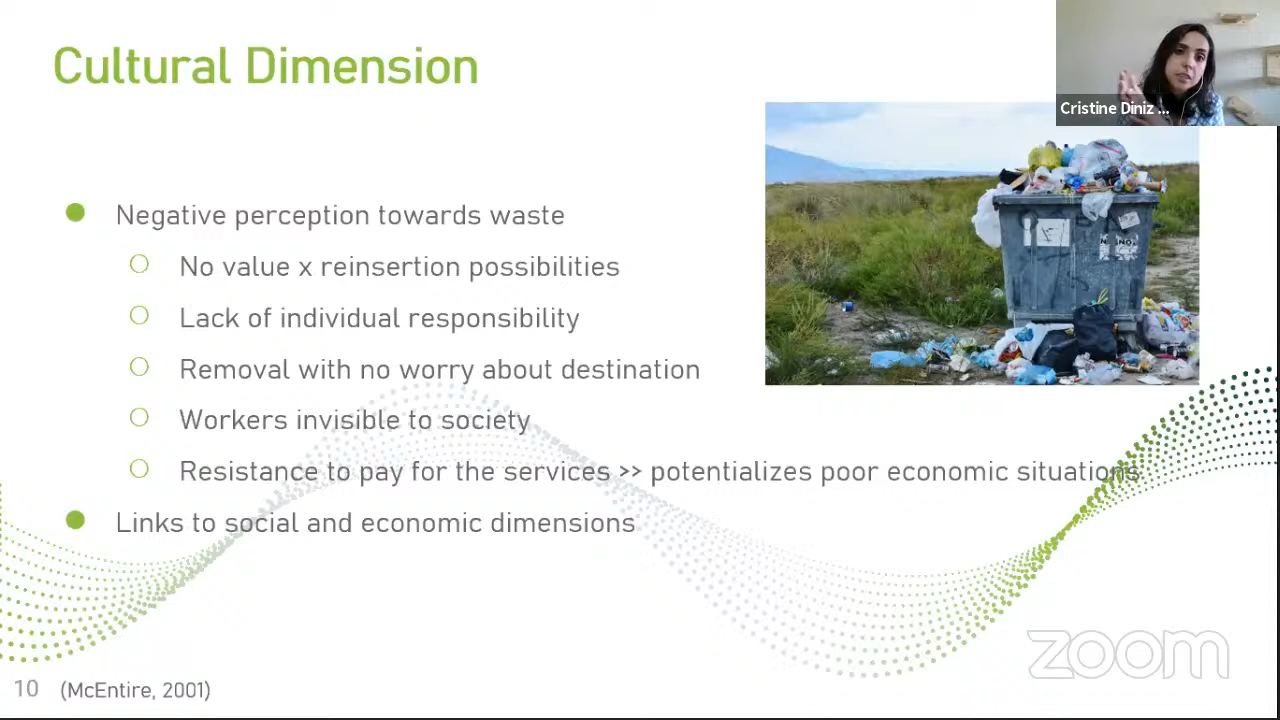 Cultural Dimension
Cristine Diniz ...
Negative perception towards waste
No value x reinsertion possibilities
Lack of individual responsibility
Removal with no worry about destination
Workers invisible to society
Resistance to pay for the services >> potentializes poor economic situations
Links to social and economic dimensions
zoom
10 (McEntire, 2001)